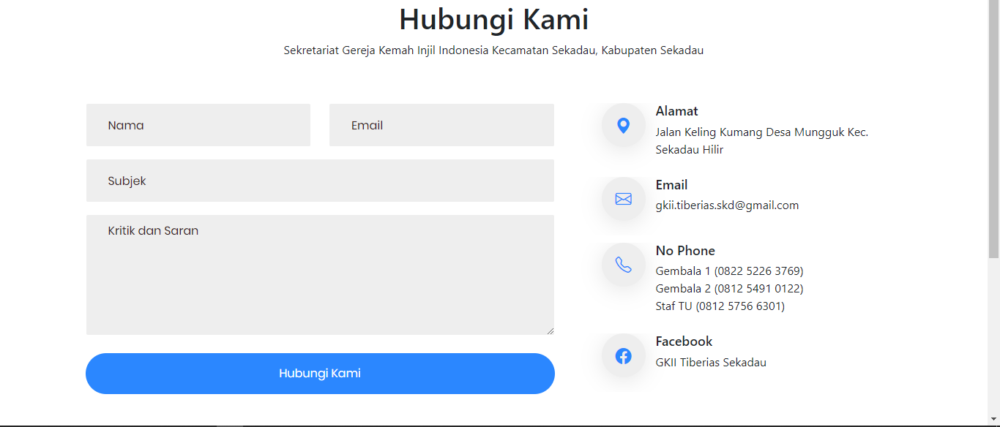 Hubungi Kami
Sekretariat Gereja Kemah Injil Indonesia Kecamatan Sekadau, Kabupaten Sekadau
Nama
Email
Subjek
Kritik dan Saran
Hubungi Kami
Alamat
Jalan Keling Kumang Desa Mungguk Kec.
Sekadau Hilir
Email
gkii.tiberias.skd@gmail.com
No Phone
Gembala 1 (0822 5226 3769)
Gembala 2 (0812 5491 0122)
Staf TU (0812 5756 6301)
Facebook
GKII Tiberias Sekadau